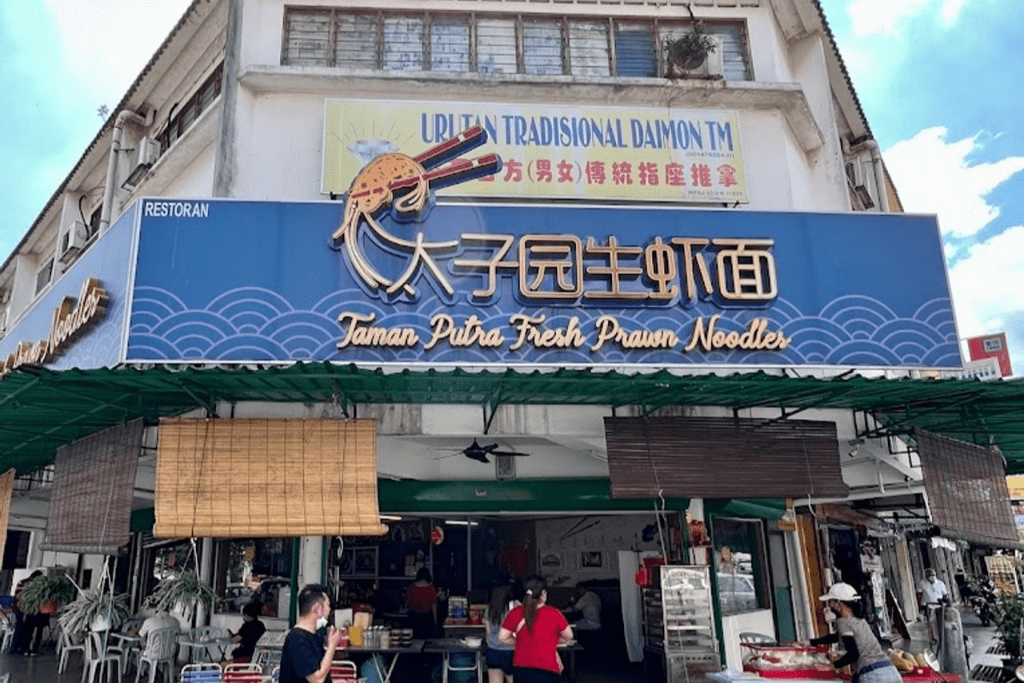 URUTAN TRADISIONAL DAIMON TM
方(男女)傳統指座推拿
RESTORAN
太子园生虾面
Taman Putra Fresh Prawn Noodles
Noodles